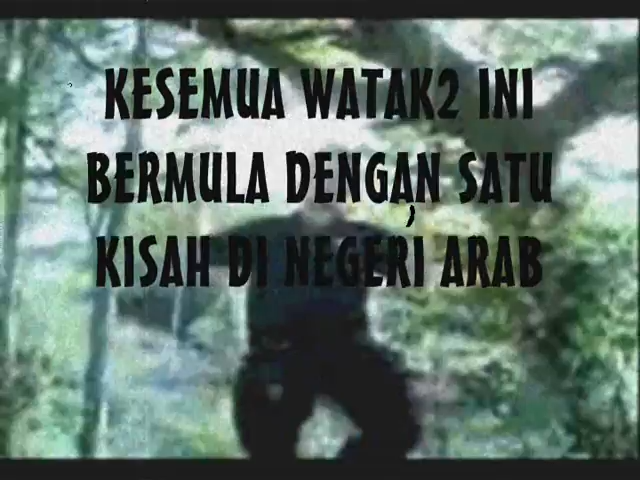 KESEMUA WATAK2 INI
BERMULA DENGAN SATU
KISAH DI NEGERI ARAB